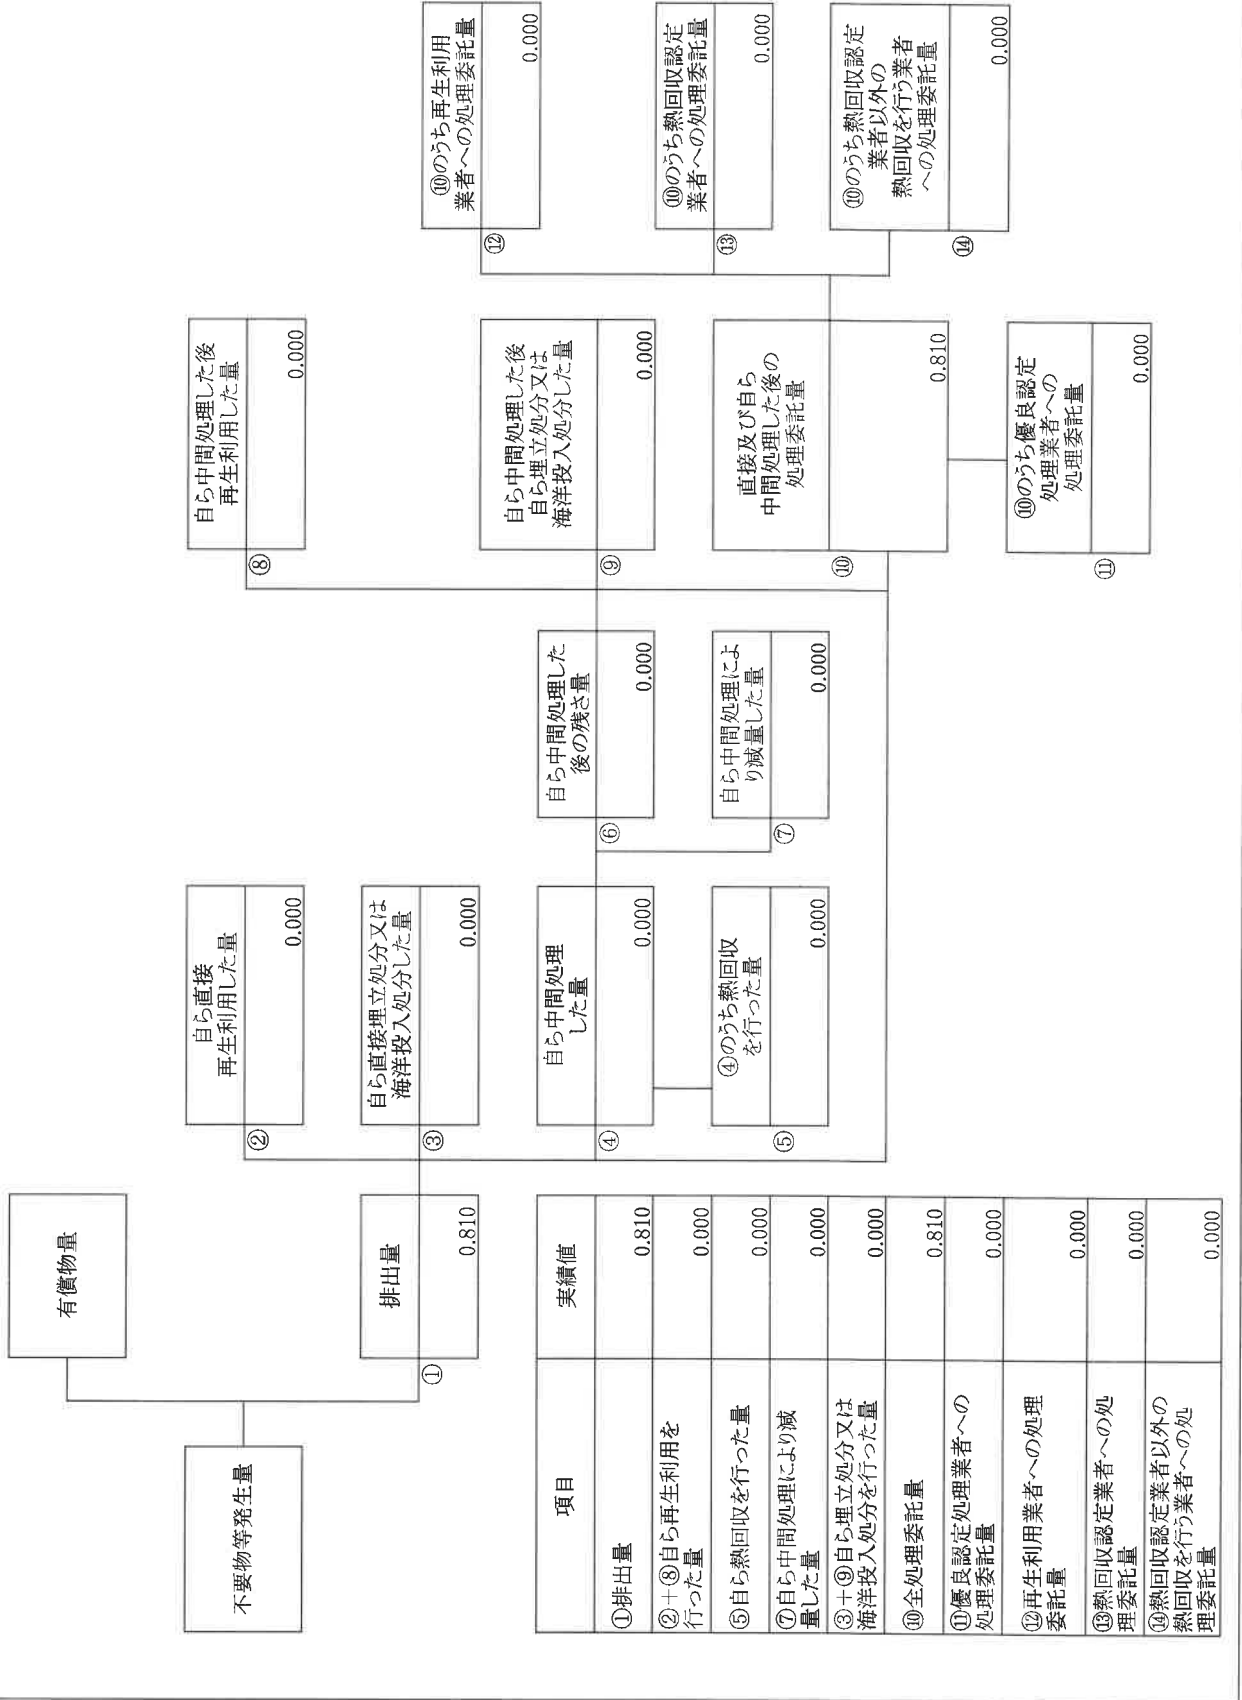 不要物等発生量
有償物量
排出量
①
0.810
自ら直接
再生利用した量
②
0.000
自ら直接埋立処分又は
海洋投入処分した量
③
0.000
自ら中間処理
した量
④
0.000
④のうち熱回収
を行った量
⑤
0.000
自ら中間処理した
後の残さ量
⑥
0.000
自ら中間処理によ
り減量した量
⑦
0.000
自ら中間処理した後
再生利用した量
⑧
0.000
自ら中間処理した後
自ら埋立処分又は
海洋投入処分した量
⑨
0.000
直接及び自ら
中間処理した後の
処理委託量
⑩
0.810
⑩のうち優良認定
処理業者への
処理委託量
⑪
0.000
⑩のうち再生利用
業者への処理委託量
⑫
0.000
⑩のうち熱回収認定
業者への処理委託量
⑬
0.000
⑩のうち熱回収認定
業者以外の
熱回収を行う業者
への処理委託量
⑭
0.000
項目 実績値
①排出量 0.810
②+⑧自ら再生利用を
行った量 0.000
⑤自ら熱回収を行った量 0.000
⑦自ら中間処理により減
量した量 0.000
③+⑨自ら埋立処分又は
海洋投入処分を行った量 0.000
⑩全処理委託量 0.810
⑪優良認定処理業者への
処理委託量 0.000
⑫再生利用業者への処理
委託量 0.000
⑬熱回収認定業者への処
理委託量 0.000
⑭熱回収認定業者以外の
熱回収を行う業者への処
理委託量 0.000